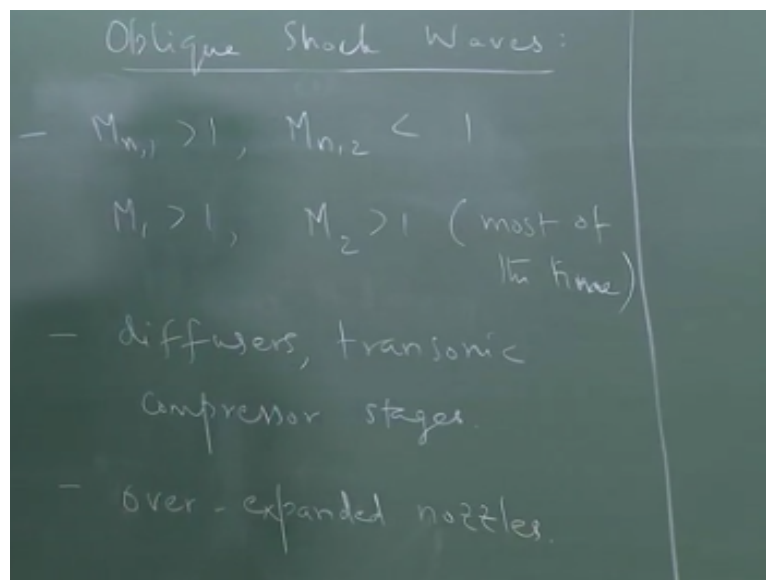 Oblique Shock Waves:
– Mn,1 >1, Mn,2 < 1
M1 >1, M2 >1 (most of
the time)
– diffusers, transonic
compressor stages.
– over-expanded nozzles.